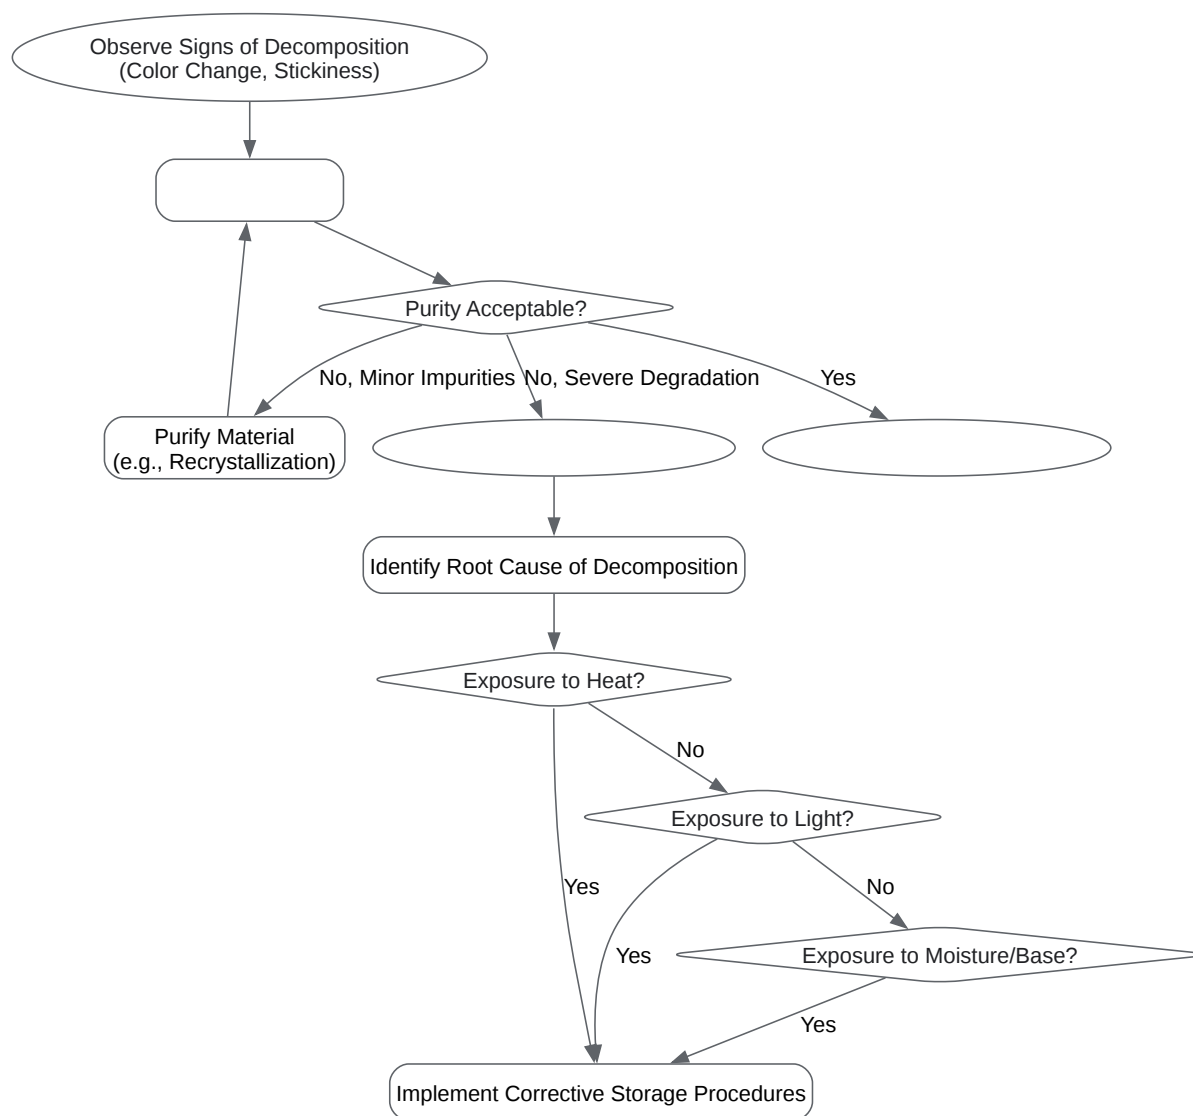 Observe Signs of Decomposition
(Color Change, Stickiness)
Purity Acceptable?
No, Minor Impurities
No, Severe Degradation
Yes
Purify Material
(e.g., Recrystallization)
Identify Root Cause of Decomposition
Exposure to Heat?
No
Exposure to Light?
Yes
No
Yes
Exposure to Moisture/Base?
Yes
Implement Corrective Storage Procedures